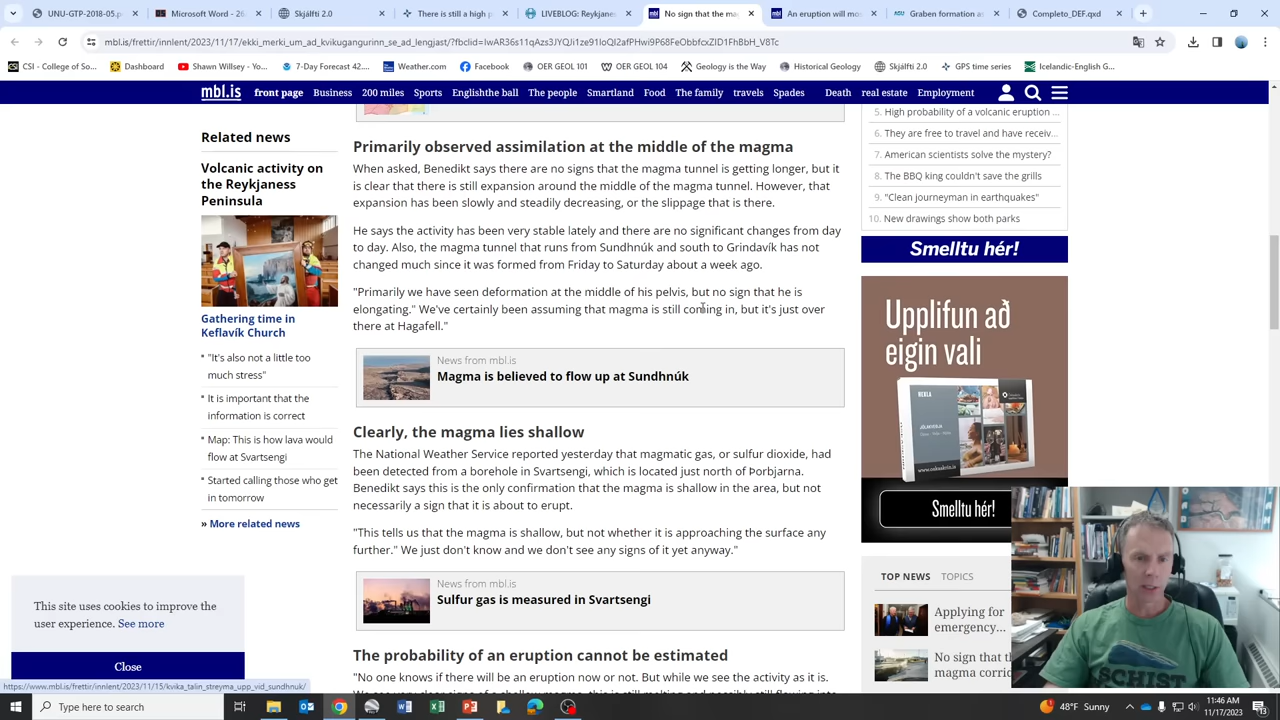 UNU-GTP-2018-05.pd
Microsoft Word - 26
Skjálfti 2.0
LIVEBLOG: Reykjanes
No sign that the mag
An eruption will mos
Completo_DEF.qxd
mbl.is/frettir/innlent/2023/11/17/ekki_merki_um_ad_kvikugangurinn_se_ad_lengjast/?fbclid=
CSI - College of So...
Dashboard
Shawn Willsey - Yo...
7-Day Forecast 42....
Weather.com
Facebook
OER GEOL101
OER GEOL 104
Geology is the Way
Historical Geology
Skjálfti 2.0
GPS time series
Icelandic-English G...
mbl.is front page Business 200 miles Sports Englishthe ball The people Smartland Food The family travels Spades Death real estate Employment
Related news
Volcanic activity on
the Reykjaness
Peninsula
Gathering time in
Keflavík Church
"It's also not a little too
much stress"
It is important that the
information is correct
Map: This is how lava would
flow at Svartsengi
Started calling those who get
in tomorrow
» More related news
Primarily observed assimilation at the middle of the magma
When asked, Benedikt says there are no signs that the magma tunnel is getting longer, but it
is clear that there is still expansion around the middle of the magma tunnel. However, that
expansion has been slowly and steadily decreasing, or the slippage that is there.
He says the activity has been very stable lately and there are no significant changes from day
to day. Also, the magma tunnel that runs from Sundhnúk and south to Grindavík has not
changed much since it was formed from Friday to Saturday about a week ago.
"Primarily we have seen deformation at the middle of his pelvis, but no sign that he is
elongating." We've certainly been assuming that magma is still coming in, but it's just over
there at Hagafell."
News from mbl.is
Magma is believed to flow up at Sundhnúk
Clearly, the magma lies shallow
The National Weather Service reported yesterday that magmatic gas, or sulfur dioxide, had
been detected from a borehole in Svartsengi, which is located just north of Þorbjarna.
Benedikt says this is the only confirmation that the magma is shallow in the area, but not
necessarily a sign that it is about to erupt.
"This tells us that the magma is shallow, but not whether it is approaching the surface any
further." We just don't know and we don't see any signs of it yet anyway."
News from mbl.is
Sulfur gas is measured in Svartsengi
The probability of an eruption cannot be estimated
"No one knows if there will be an eruption now or not. But while we see the activity as it is.
5. High probability of a volcanic eruption ...
6. They are free to travel and have receiv...
7. American scientists solve the mystery?
8. The BBQ king couldn't save the grills
9. "Clean journeyman in earthquakes"
10. New drawings show both parks
Smelltu hér!
Upplifun að
eigin vali
Smelltu hér!
TOP NEWS TOPICS
Applying for
emergency...
No sign that t
magma corric
This site uses cookies to improve the
user experience. See more
Close
https://www.mbl.is/frettir/innlent/2023/11/15/kvika_talin_streyma_upp_vid_sundhnuk/
Type here to search
48°F Sunny
11:46 AM
11/17/2023